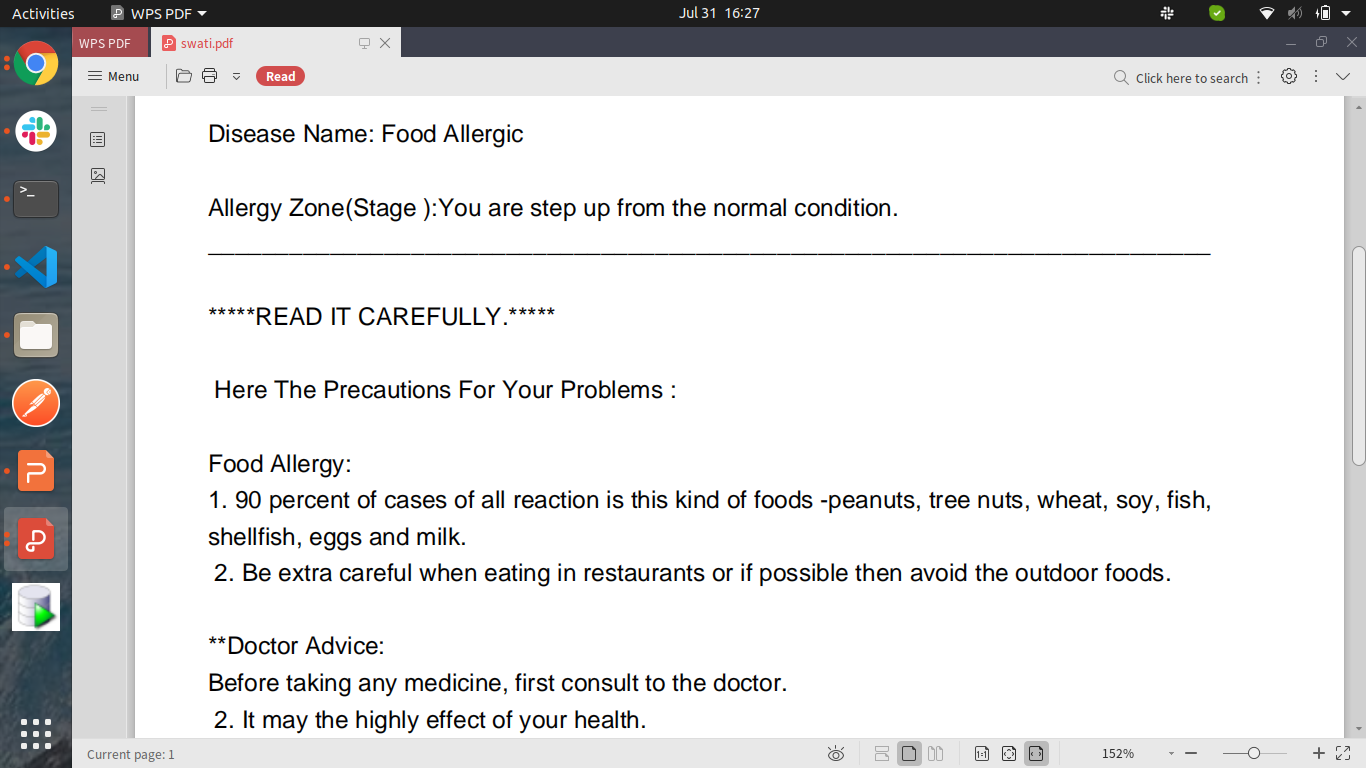 Activities
WPS PDF
Jul 31 16:27
WPS PDF
swati.pdf
Menu
Read
Click here to search
Disease Name: Food Allergic
Allergy Zone(Stage ):You are step up from the normal condition.
*****READ IT CAREFULLY.*****
Here The Precautions For Your Problems :
Food Allergy:
1. 90 percent of cases of all reaction is this kind of foods -peanuts, tree nuts, wheat, soy, fish,
shellfish, eggs and milk.
2. Be extra careful when eating in restaurants or if possible then avoid the outdoor foods.
**Doctor Advice:
Before taking any medicine, first consult to the doctor.
2. It may the highly effect of your health.
Current page: 1
152%